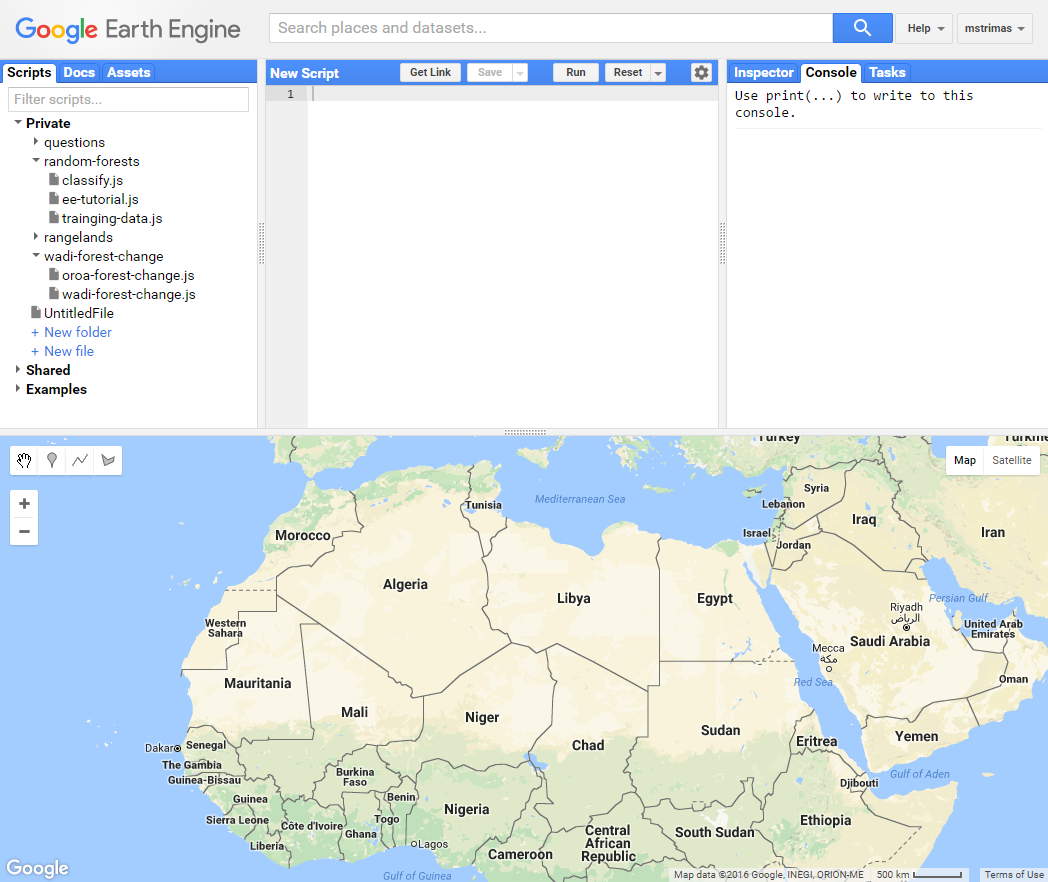 Google Earth Engine
Search places and datasets...
Help
mstrimas
Scripts Docs Assets
New Script
Get Link
Save
Run
Reset
Inspector Console Tasks
Filter scripts...
Private
questions
random-forests
classify.js
ee-tutorial.js
trainging-data.js
rangelands
wadi-forest-change
oroa-forest-change.js
wadi-forest-change.js
UntitledFile
+ New folder
+ New file
Shared
Examples
1
Use print(...) to write to this
console.
Map
Satellite
+
−
Turkey
Syria
Lebanon
Iraq
Iran
Israel
Jordan
Mediterranean Sea
Tunisia
Morocco
Algeria
Libya
Egypt
Persian Gulf
Riyadh
الرياض
United Arab
Emirates
Western
Sahara
Saudi Arabia
Mecca
مكة
Mauritania
Red Sea
Oman
Mali
Niger
Chad
Sudan
Eritrea
Yemen
Dakar
Senegal
The Gambia
Guinea-Bissau
Burkina
Faso
Gulf of Aden
Djibouti
Guinea
Benin
Nigeria
Sierra Leone
Côte d'Ivoire
Togo
Ghana
Ethiopia
Liberia
Lagos
Central
African
Republic
South Sudan
Cameroon
Gulf of Guinea
Google
Map data ©2016 Google, INEGI, ORION-ME
500 km
Terms of Use